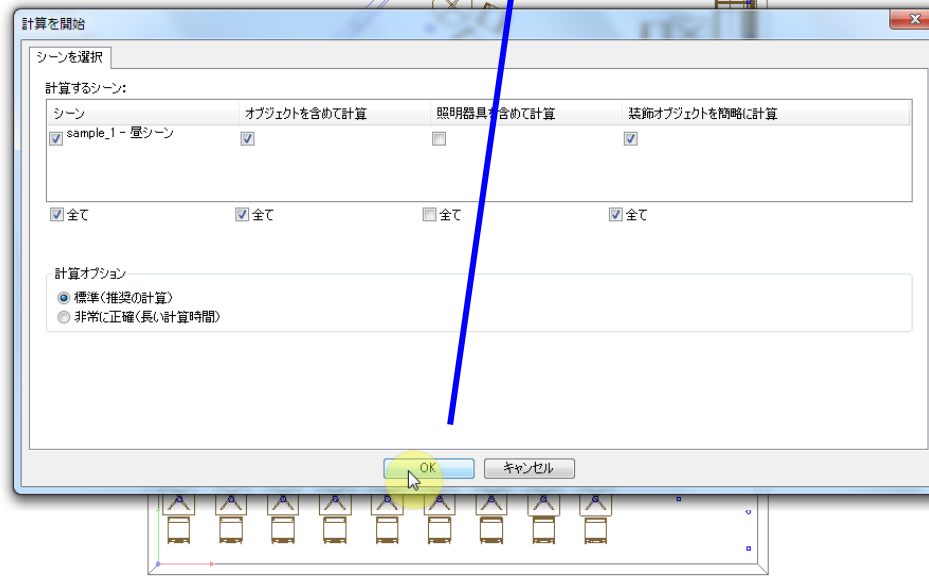 計算を開始
シーンを選択
計算するシーン:
シーン オブジェクトを含めて計算 照明器具を含めて計算 装飾オブジェクトを簡略に計算
sample_1 - 昼シーン
全て 全て 全て 全て
計算オプション
標準(推奨の計算)
非常に正確(長い計算時間)
OK キャンセル